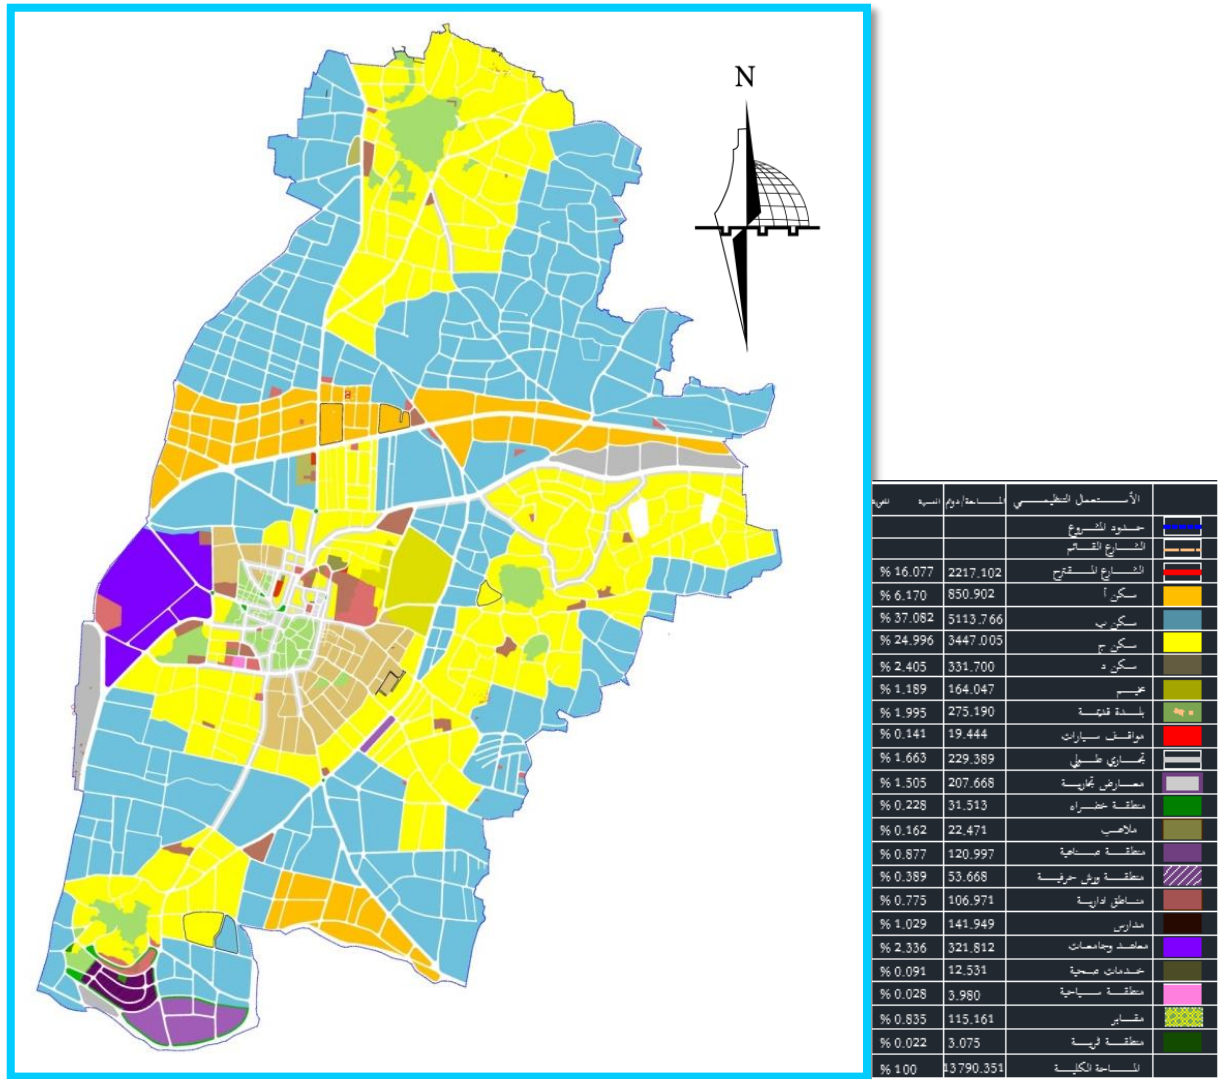 N
الأستعمال التنظيمي المساحة/دونم النسبة المئوية
حدود المشروع
الشارع القائم
الشارع المقترح 2217.102 % 16.077
سكن أ 850.902 % 6.170
سكن ب 5113.766 % 37.082
سكن ج 3447.005 % 24.996
سكن د 331.700 % 2.405
مخيم 164.047 % 1.189
بلدة قديمة 275.190 % 1.995
مواقف سيارات 19.444 % 0.141
تجاري طولي 229.389 % 1.663
معارض تجارية 207.668 % 1.505
منطقة خضراء 31.513 % 0.228
ملاعب 22.471 % 0.162
منطقة صناعية 120.997 % 0.877
منطقة ورش حرفية 53.668 % 0.389
مناطق ادارية 106.971 % 0.775
مدارس 141.949 % 1.029
معاهد وجامعات 321.812 % 2.336
خدمات صحية 12.531 % 0.091
منطقة سياحية 3.980 % 0.028
مقابر 115.161 % 0.835
منطقة اثرية 3.075 % 0.022
المساحة الكلية 13790.351 % 100